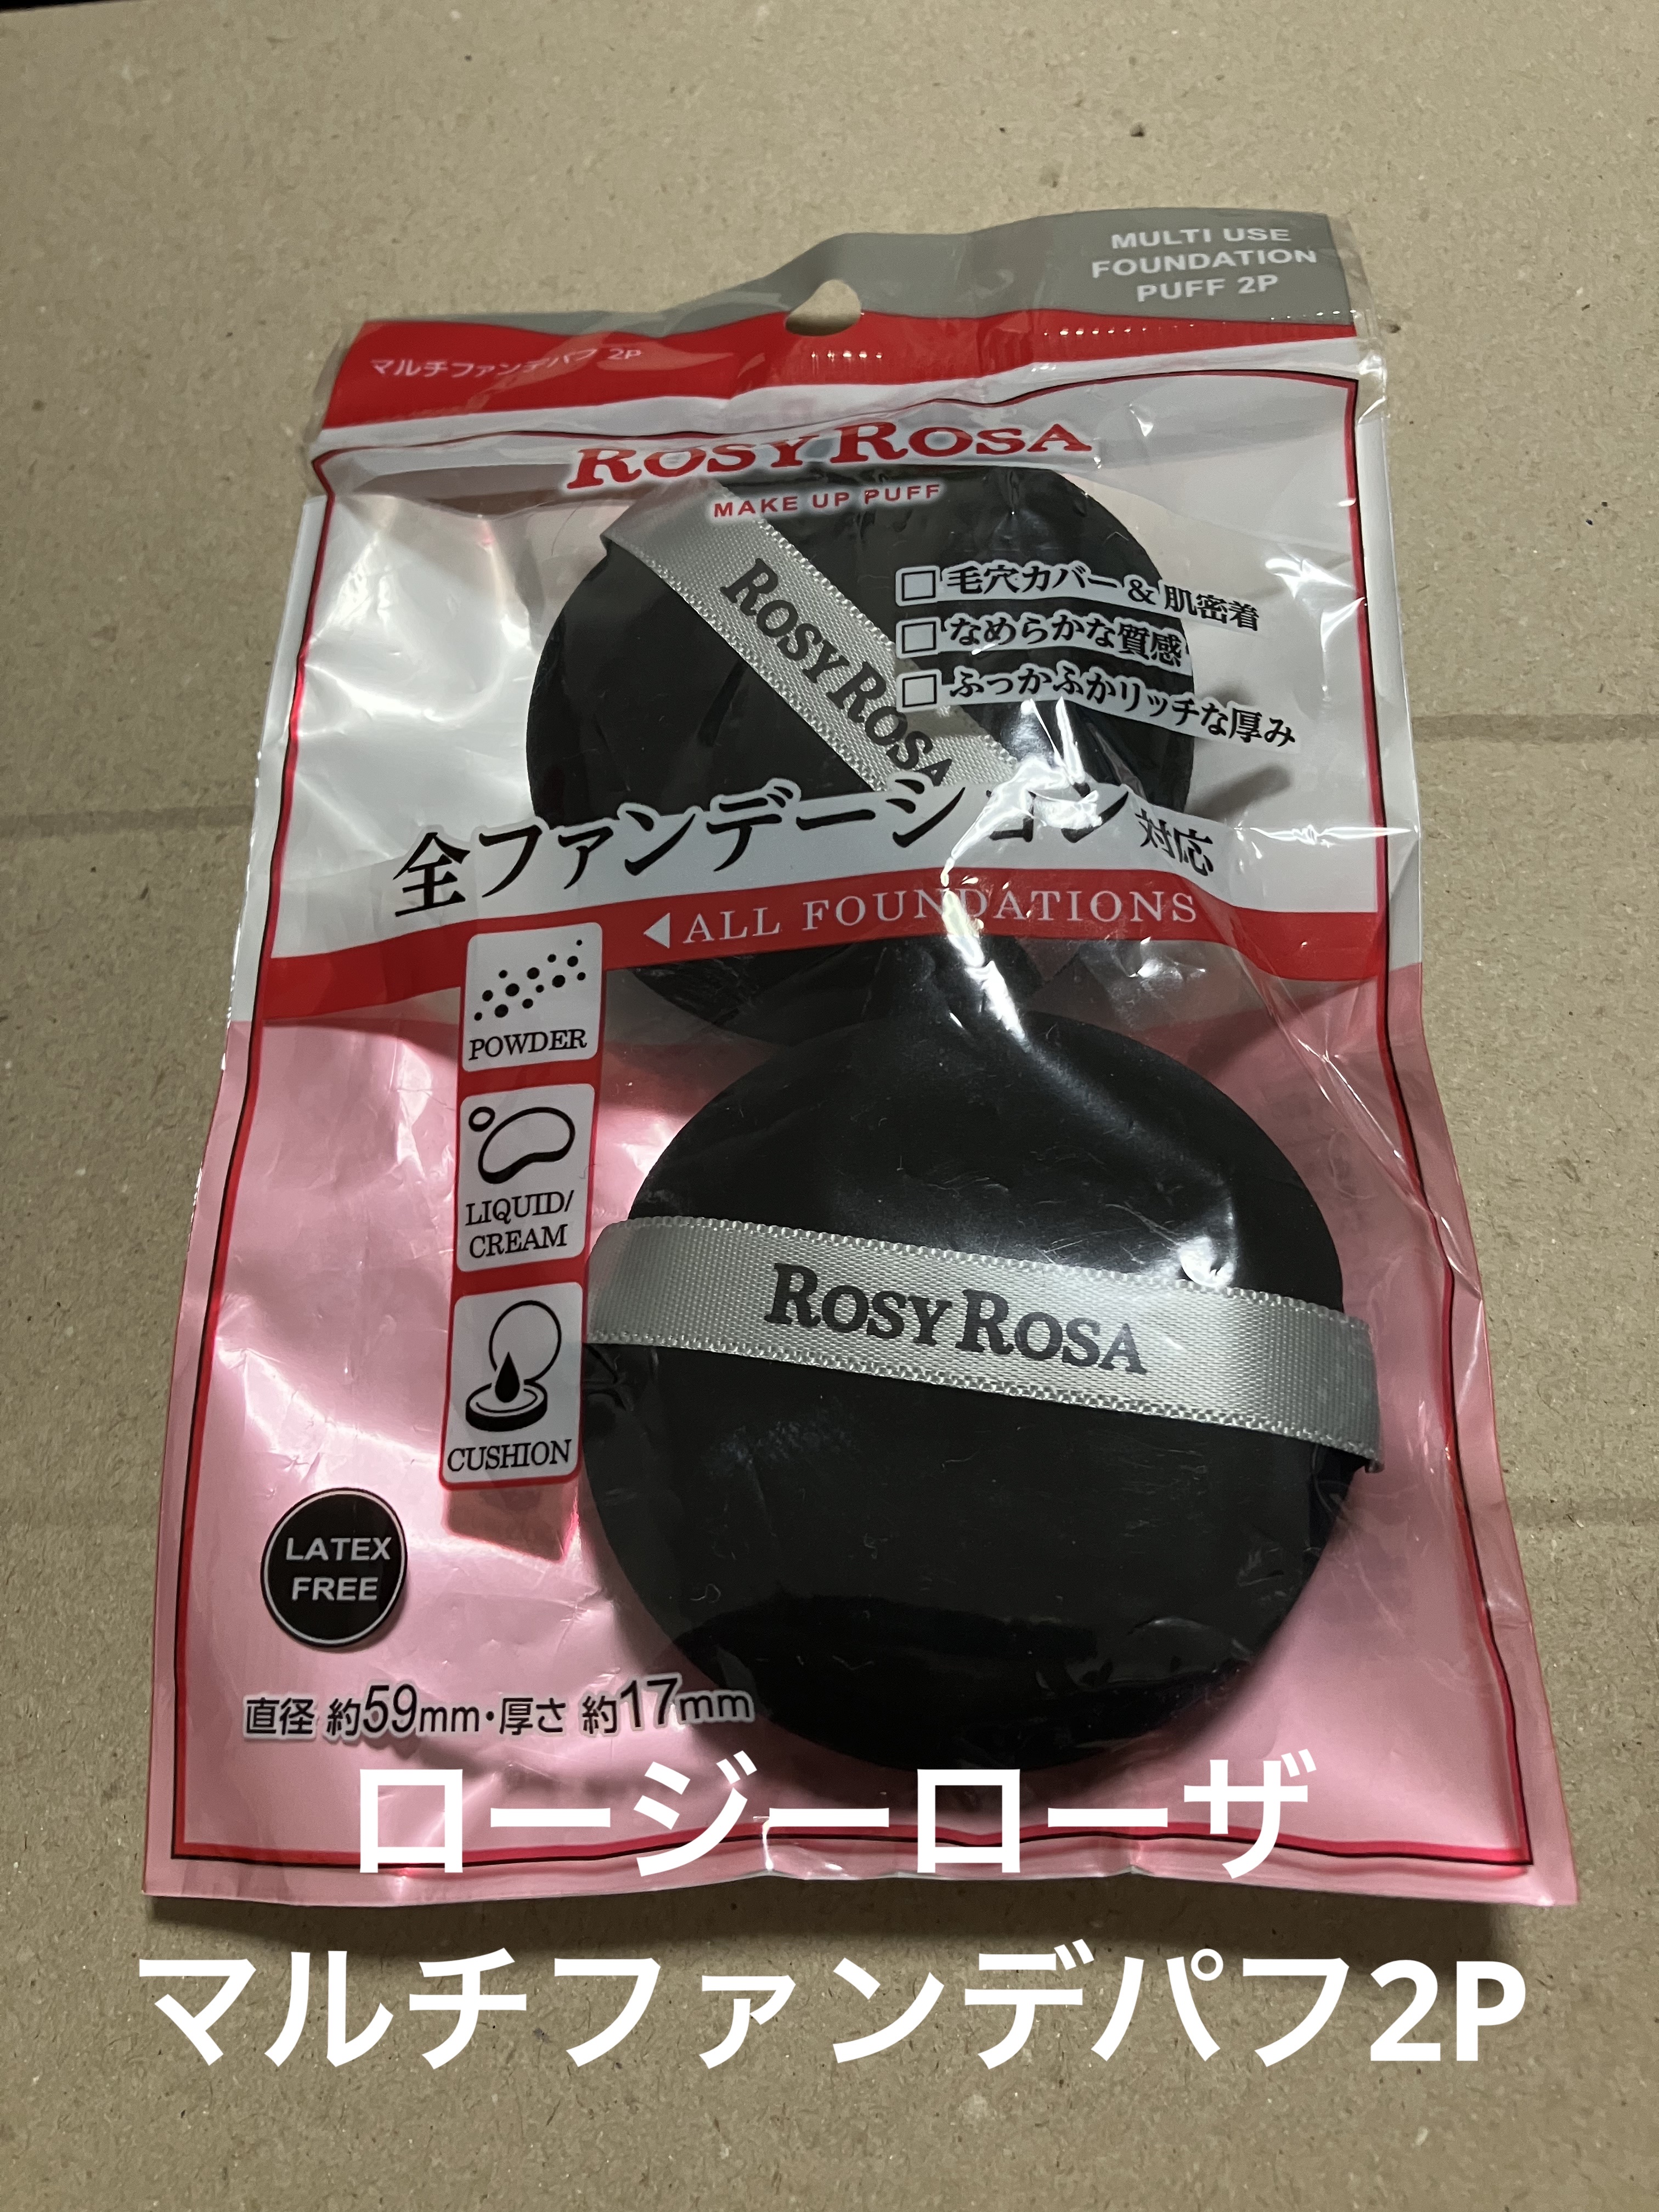 MULTI USE
FOUNDATION
PUFF 2P
マルチファンデパフ 2P
ROSY ROSA
MAKE UP PUFF
ROSY ROSA
□ 毛穴カバー & 肌密着
□ なめらかな質感
□ ふっかふかリッチな厚み
全ファンデーション対応
◀ALL FOUNDATIONS
POWDER
LIQUID/
CREAM
CUSHION
ROSY ROSA
LATEX
FREE
直径 約59mm・厚さ 約17mm
ロージーローザ
マルチファンデパフ2P